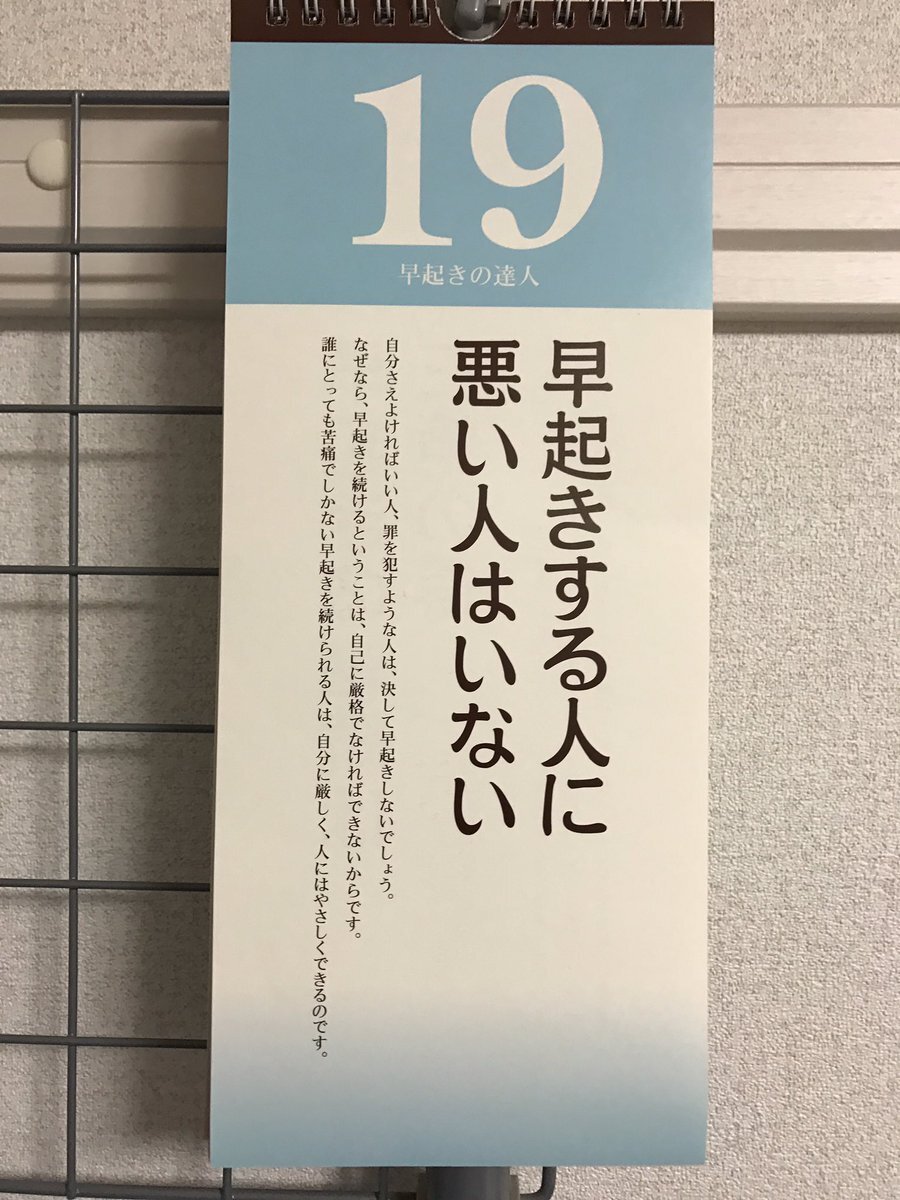 19
早起きの達人
早起きする人に
悪い人はいない
自分さえよければいい人、罪を犯すような人は、決して早起きしないでしょう。
なぜなら、早起きを続けるということは、自己に厳格でなければできないからです。
誰にとっても苦痛でしかない早起きを続けられる人は、自分に厳しく、人にはやさしくできるのです。